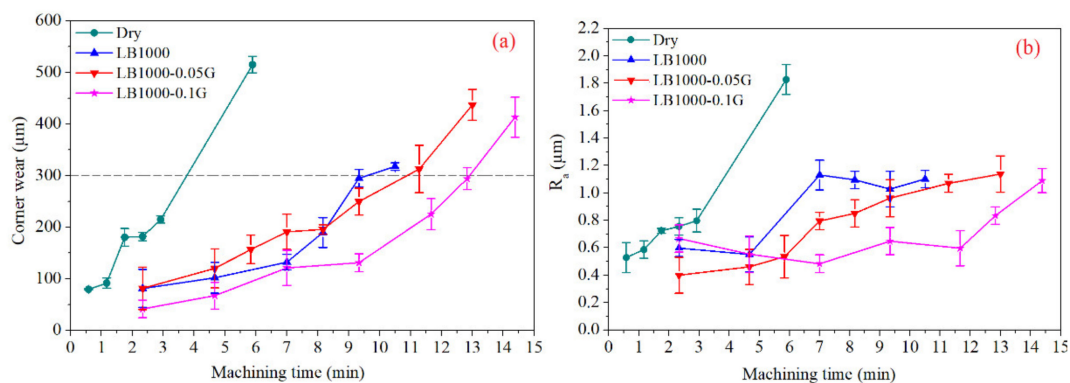 600
500
400
300
200
100
0
Corner wear (μm)
Dry
LB1000
LB1000-0.05G
LB1000-0.1G
(a)
0 1 2 3 4 5 6 7 8 9 10 11 12 13 14 15
Machining time (min)
2.2
2.0
1.8
1.6
1.4
1.2
1.0
0.8
0.6
0.4
0.2
0.0
Ra (μm)
Dry
LB1000
LB1000-0.05G
LB1000-0.1G
(b)
0 1 2 3 4 5 6 7 8 9 10 11 12 13 14 15
Machining time (min)